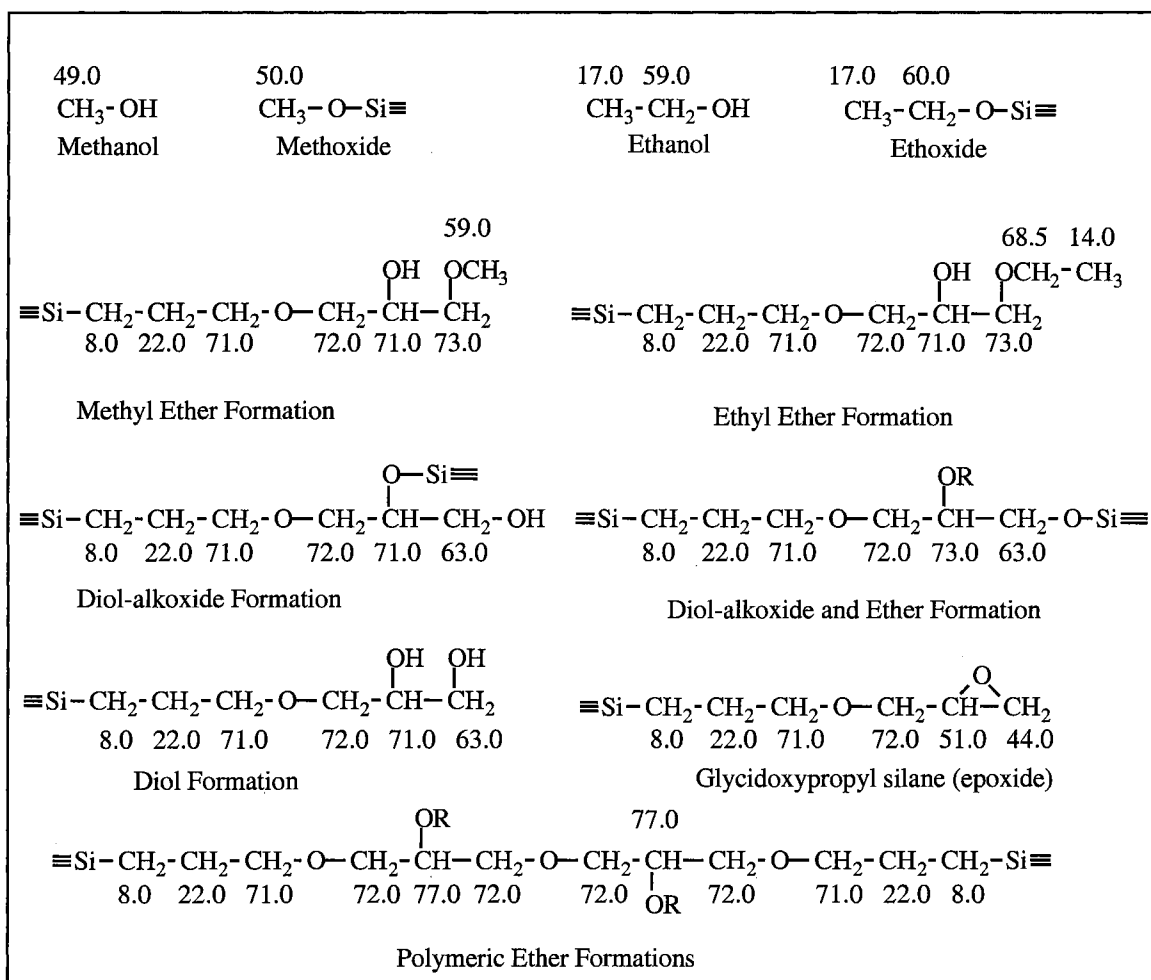 49.0 50.0 17.0 59.0 17.0 60.0
CH₃-OH CH₃-O-Si≡ CH₃-CH₂-OH CH₃-CH₂-O-Si≡
Methanol Methoxide Ethanol Ethoxide
59.0
OH OCH₃
≡Si-CH₂-CH₂-CH₂-O-CH₂-CH-CH₂
8.0 22.0 71.0 72.0 71.0 73.0
Methyl Ether Formation
68.5 14.0
OH OCH₂-CH₃
≡Si-CH₂-CH₂-CH₂-O-CH₂-CH-CH₂
8.0 22.0 71.0 72.0 71.0 73.0
Ethyl Ether Formation
O-Si≡
≡Si-CH₂-CH₂-CH₂-O-CH₂-CH-CH₂-OH
8.0 22.0 71.0 72.0 71.0 63.0
Diol-alkoxide Formation
OR
≡Si-CH₂-CH₂-CH₂-O-CH₂-CH-CH₂-O-Si≡
8.0 22.0 71.0 72.0 73.0 63.0
Diol-alkoxide and Ether Formation
OH OH
≡Si-CH₂-CH₂-CH₂-O-CH₂-CH-CH₂
8.0 22.0 71.0 72.0 71.0 63.0
Diol Formation
O
≡Si-CH₂-CH₂-CH₂-O-CH₂-CH-CH₂
8.0 22.0 71.0 72.0 51.0 44.0
Glycidoxypropyl silane (epoxide)
OR 77.0
≡Si-CH₂-CH₂-CH₂-O-CH₂-CH-CH₂-O-CH₂-CH-CH₂-O-CH₂-CH₂-CH₂-Si≡
8.0 22.0 71.0 72.0 77.0 72.0 72.0 OR 72.0 71.0 22.0 8.0
Polymeric Ether Formations